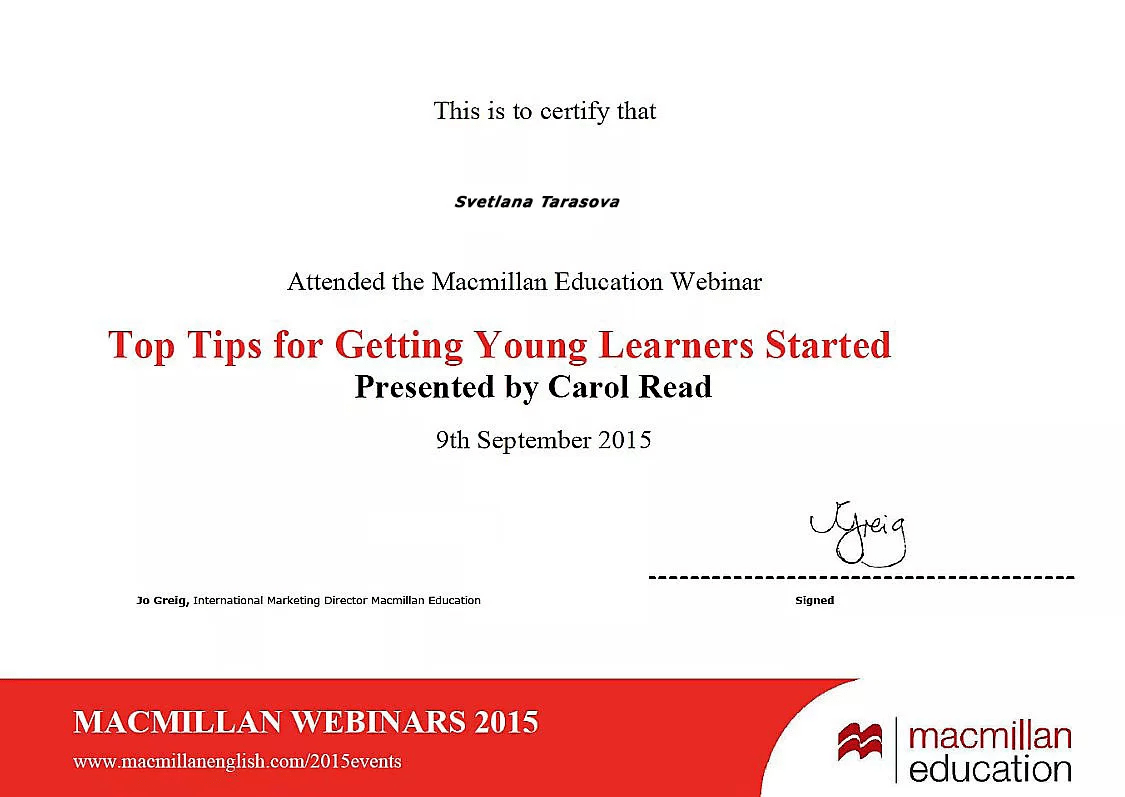 This is to certify that
Svetlana Tarasova
Attended the Macmillan Education Webinar
Top Tips for Getting Young Learners Started
Presented by Carol Read
9th September 2015
JGreig
Jo Greig, International Marketing Director Macmillan Education
Signed
MACMILLAN WEBINARS 2015
www.macmillanenglish.com/2015events
macmillan
education